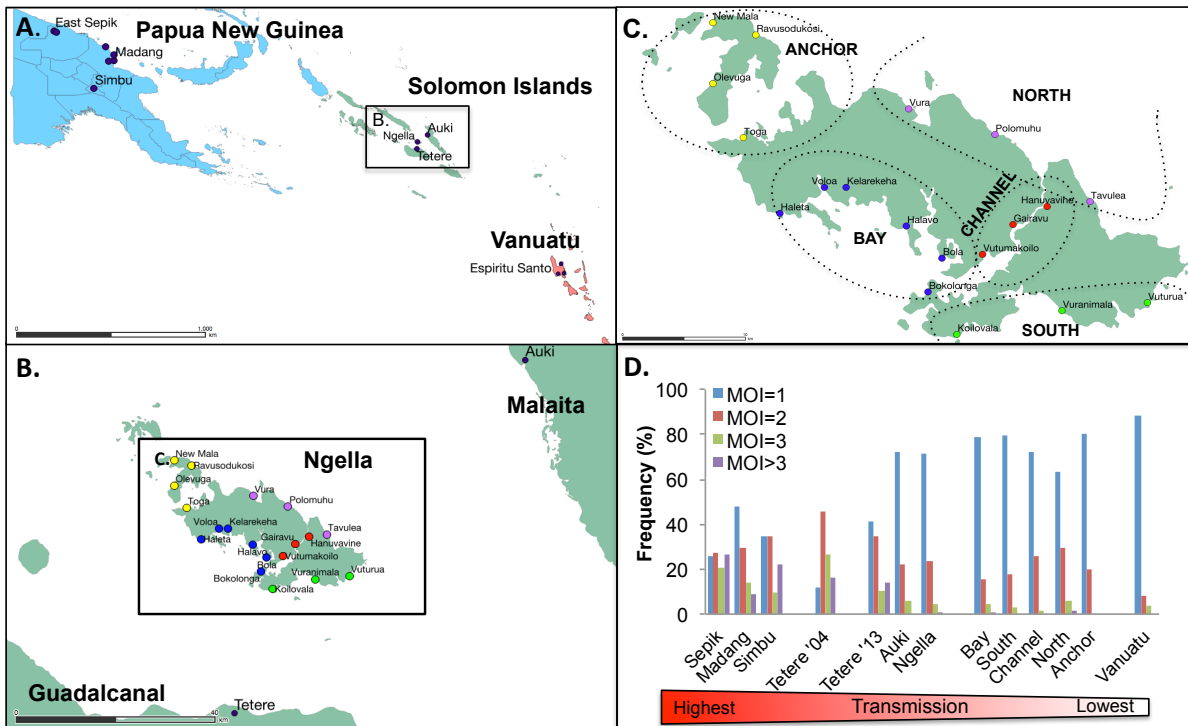 A.
East Sepik
Papua New Guinea
Madang
Simbu
Solomon Islands
B.
Auki
Ngella
Tetere
Vanuatu
Espiritu Santo
0
1,000
km
C.
New Mala
Ravusodukosi
ANCHOR
Olevuga
Toga
NORTH
Vura
Polomuhu
Voloa
Kelarekeha
CHANNEL
Hanuvavine
Tavulea
Haleta
BAY
Halavo
Gairavu
Bola
Vutumakoilo
Bokolonga
Vuranimala
Vuturua
Koilovala
SOUTH
0
km
B.
Auki
Malaita
C.
New Mala
Ravusodukosi
Ngella
Olevuga
Toga
Vura
Polomuhu
Voloa
Kelarekeha
Gairavu
Tavulea
Haleta
Hanuvavine
Halavo
Vutumakoilo
Bola
Vuranimala
Vuturua
Bokolonga
Koilovala
Guadalcanal
Tetere
0
40
km
D.
Frequency (%)
100
80
60
40
20
0
MOI=1
MOI=2
MOI=3
MOI>3
Sepik
Madang
Simbu
Tetere '04
Tetere '13
Auki
Ngella
Bay
South
Channel
North
Anchor
Vanuatu
Highest Transmission Lowest